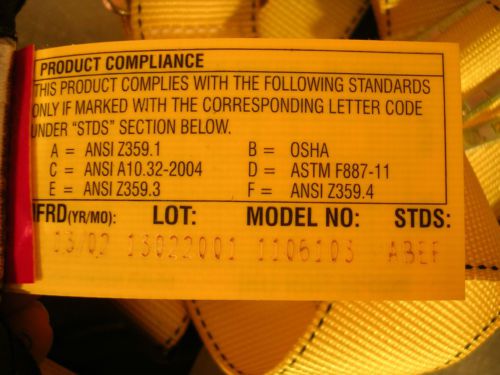 PRODUCT COMPLIANCE
THIS PRODUCT COMPLIES WITH THE FOLLOWING STANDARDS
ONLY IF MARKED WITH THE CORRESPONDING LETTER CODE
UNDER "STDS" SECTION BELOW.
A = ANSI Z359.1 B = OSHA
C = ANSI A10.32-2004 D = ASTM F887-11
E = ANSI Z359.3 F = ANSI Z359.4
MFRD(YR/MO): LOT: MODEL NO: STDS:
13/02 13022001 1106103 ABEF